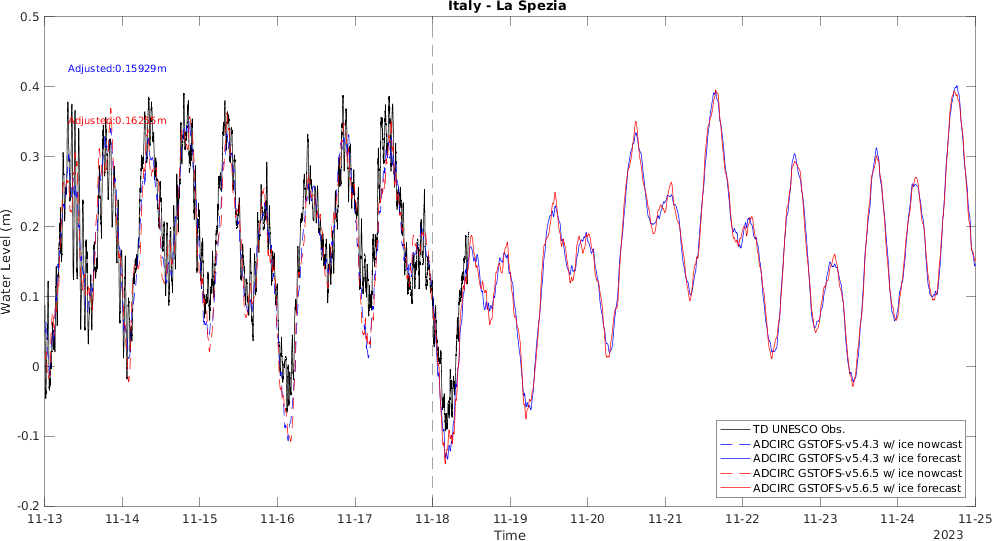 Italy - La Spezia
0.5
0.4
0.3
0.2
0.1
0
-0.1
-0.2
Water Level (m)
Adjusted:0.15929m
TD UNESCO Obs.
ADCIRC GSTOFS-v5.4.3 w/ ice nowcast
ADCIRC GSTOFS-v5.4.3 w/ ice forecast
ADCIRC GSTOFS-v5.6.5 w/ ice nowcast
ADCIRC GSTOFS-v5.6.5 w/ ice forecast
11-13 11-14 11-15 11-16 11-17 11-18 11-19 11-20 11-21 11-22 11-23 11-24 11-25
Time
2023